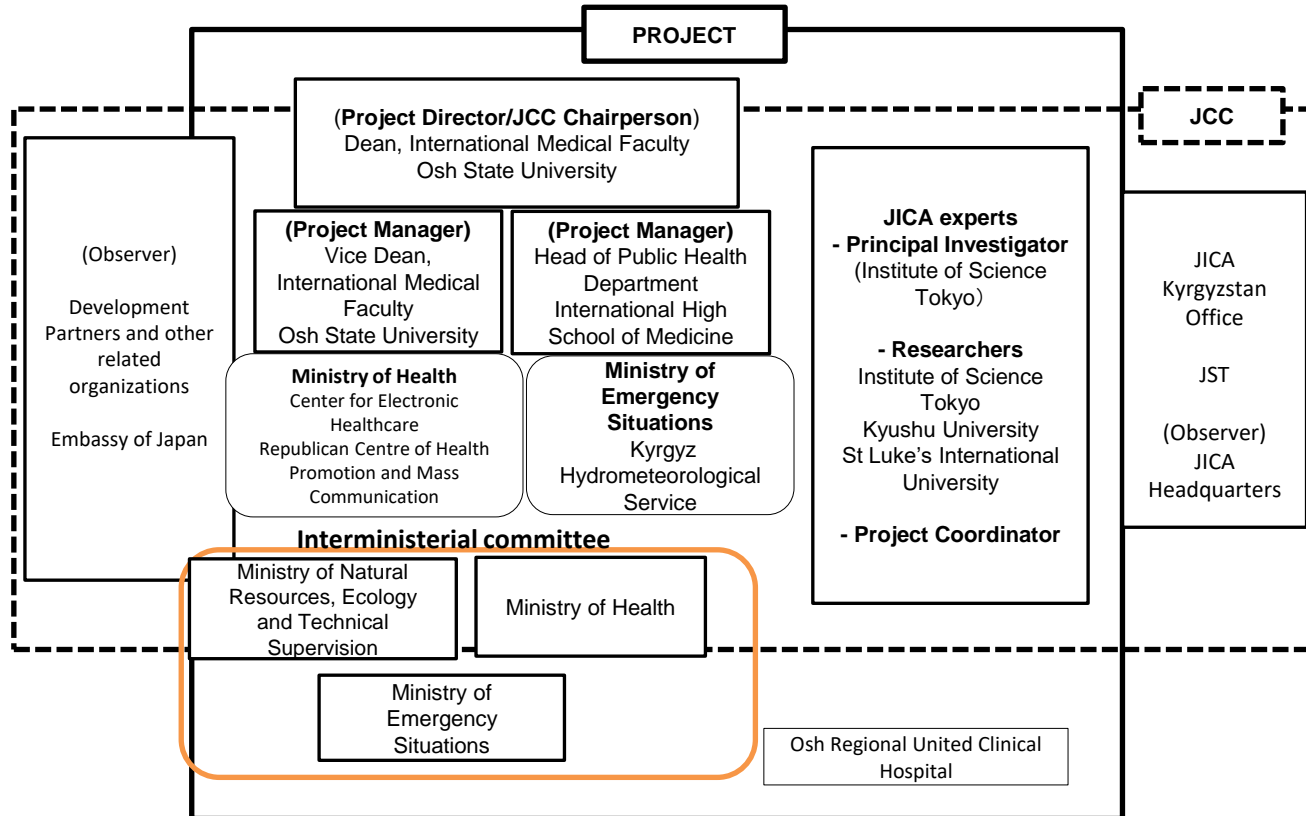 PROJECT
JCC
(Project Director/JCC Chairperson)
Dean, International Medical Faculty
Osh State University
(Observer)
Development
Partners and other
related
organizations
Embassy of Japan
(Project Manager)
Vice Dean,
International Medical
Faculty
Osh State University
(Project Manager)
Head of Public Health
Department
International High
School of Medicine
Ministry of Health
Center for Electronic
Healthcare
Republican Centre of Health
Promotion and Mass
Communication
Ministry of
Emergency
Situations
Kyrgyz
Hydrometeorological
Service
JICA experts
- Principal Investigator
(Institute of Science
Tokyo）
- Researchers
Institute of Science
Tokyo
Kyushu University
St Luke’s International
University
- Project Coordinator
JICA
Kyrgyzstan
Office
JST
(Observer)
JICA
Headquarters
Interministerial committee
Ministry of Natural
Resources, Ecology
and Technical
Supervision
Ministry of Health
Ministry of
Emergency
Situations
Osh Regional United Clinical
Hospital